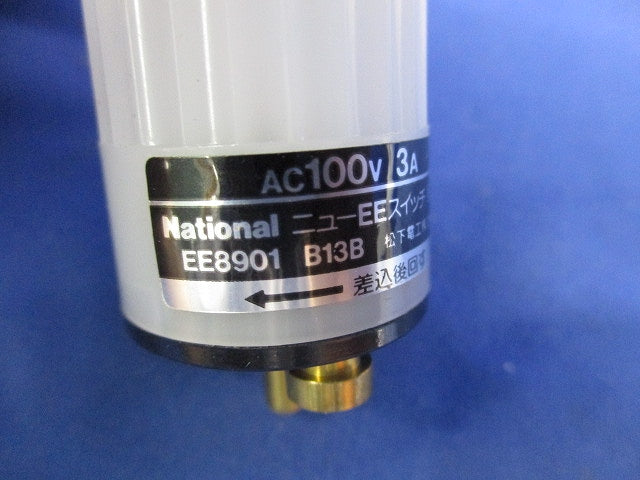 AC100V 3A
National ニューEEスイッチ
EE8901 B13B 松下電工
差込後回す